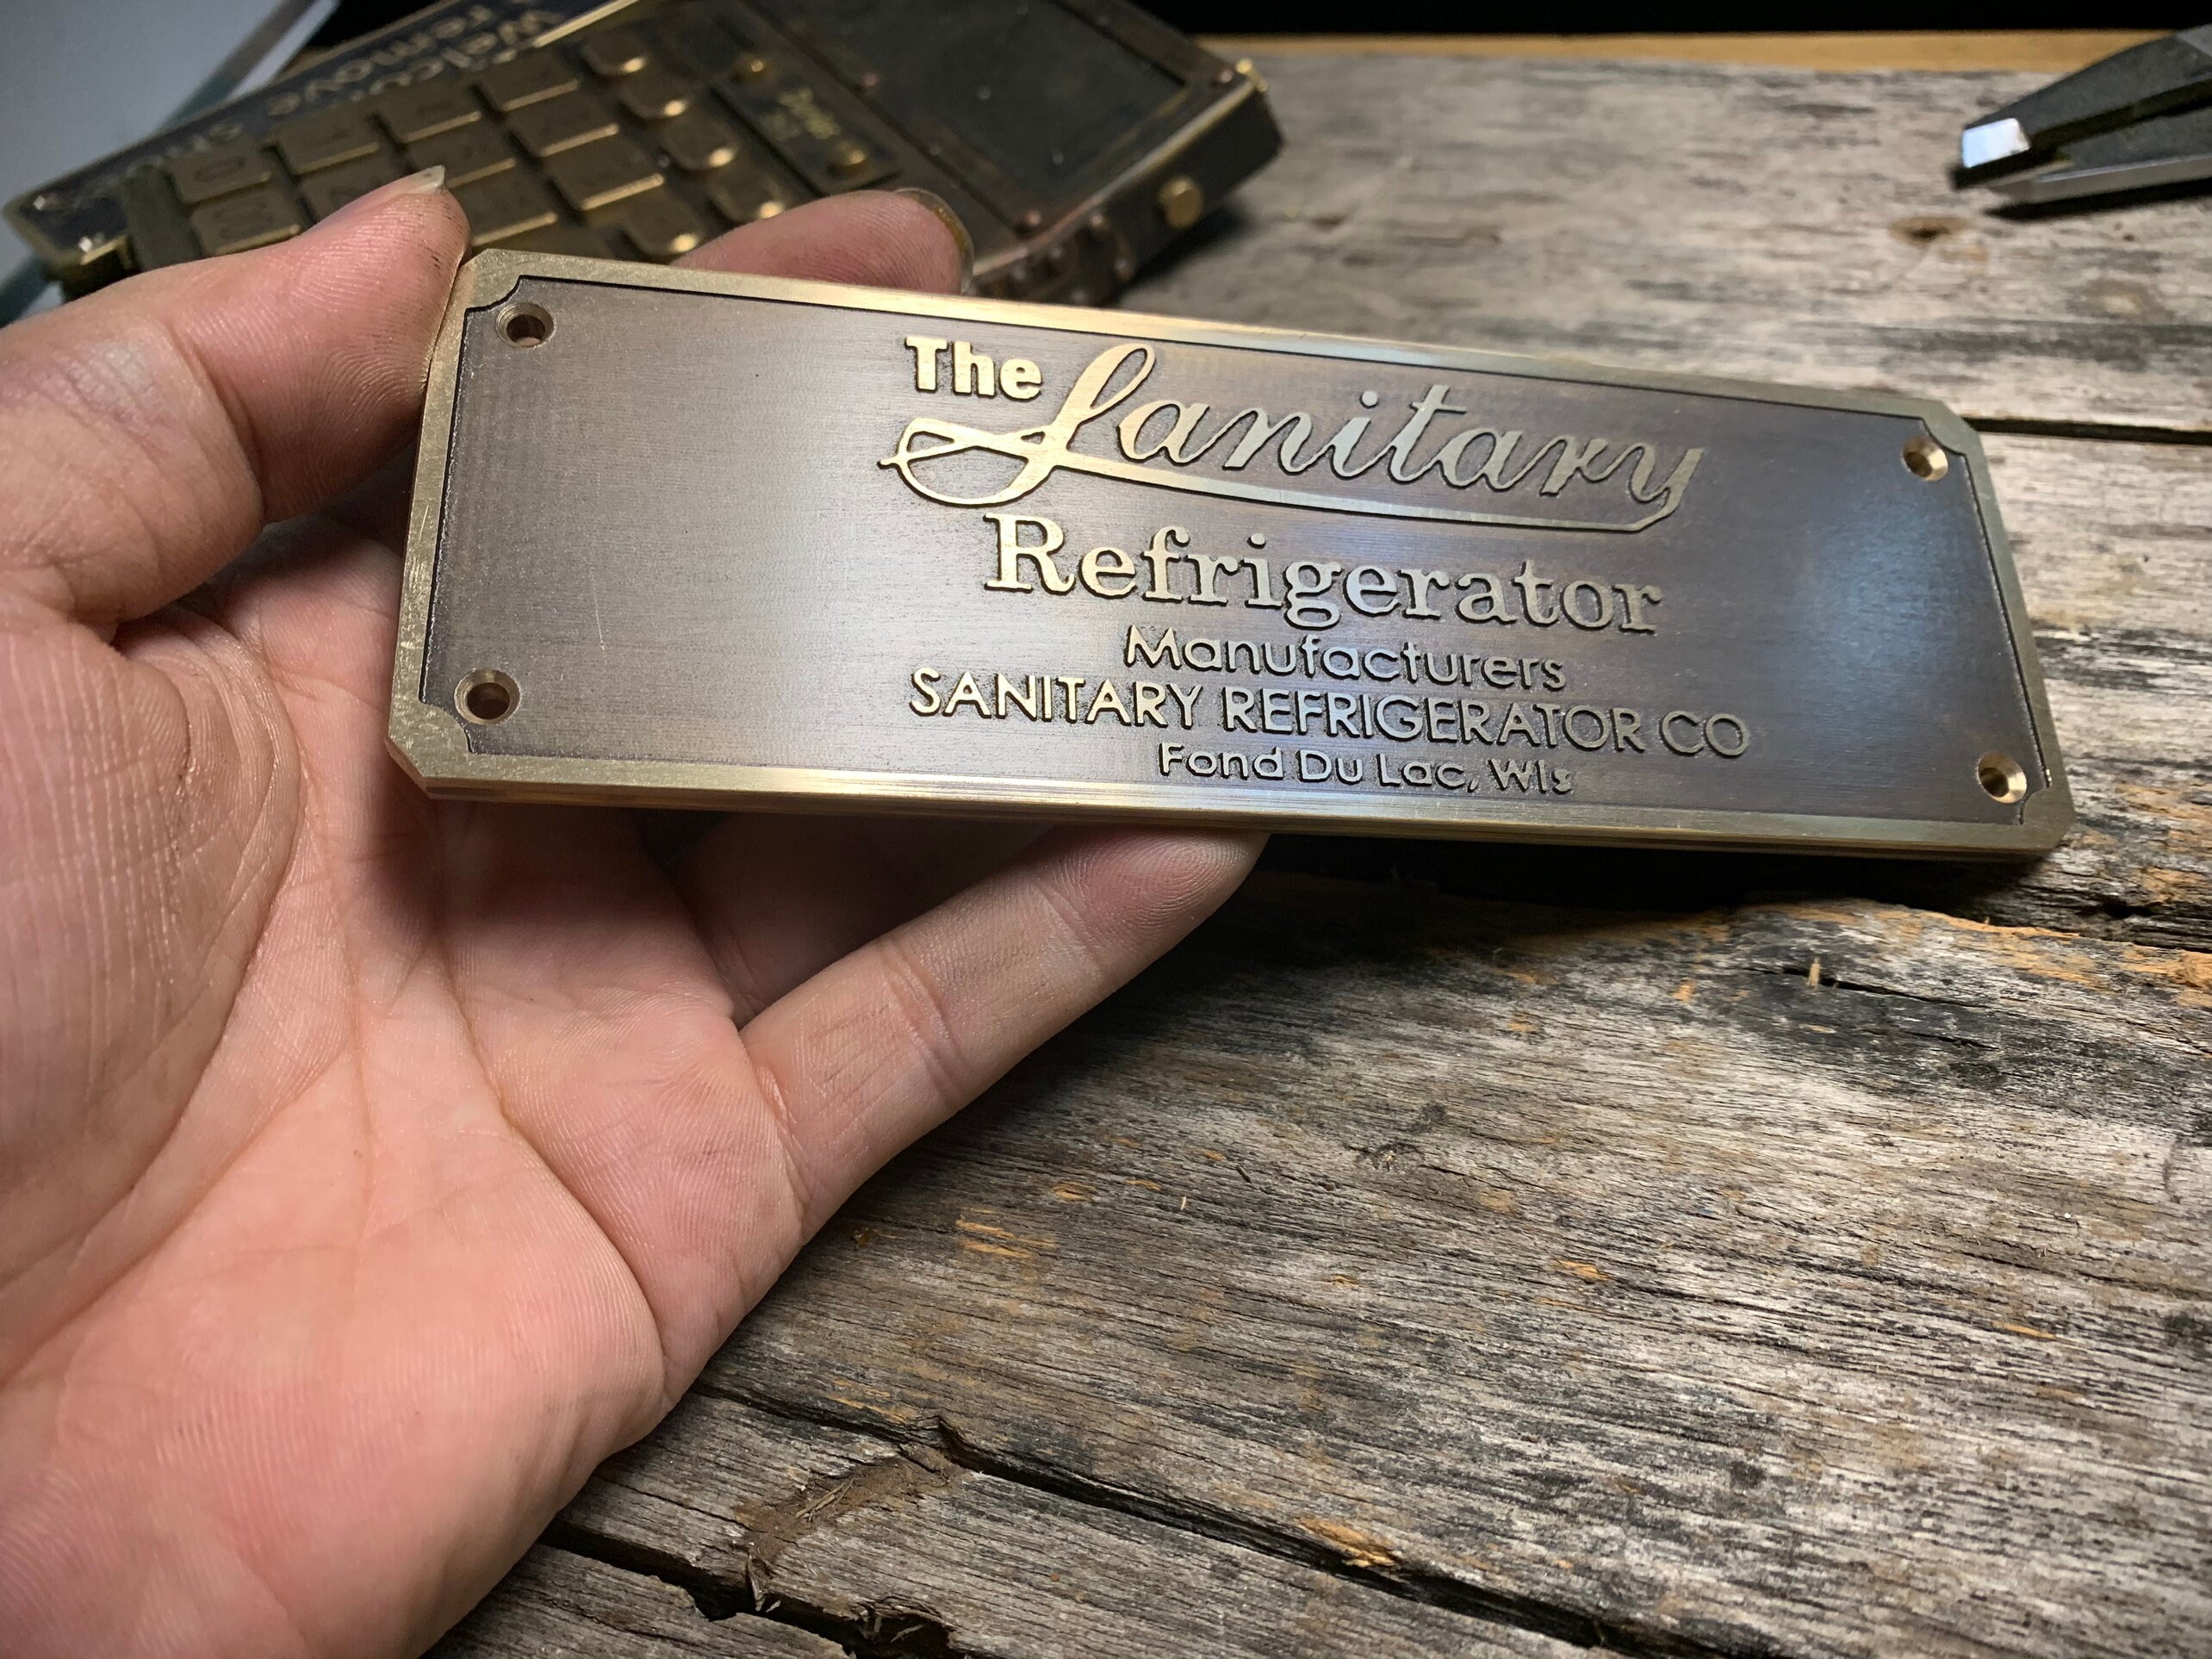 The Sanitary
Refrigerator
Manufacturers
SANITARY REFRIGERATOR CO
Fond Du Lac, WIs